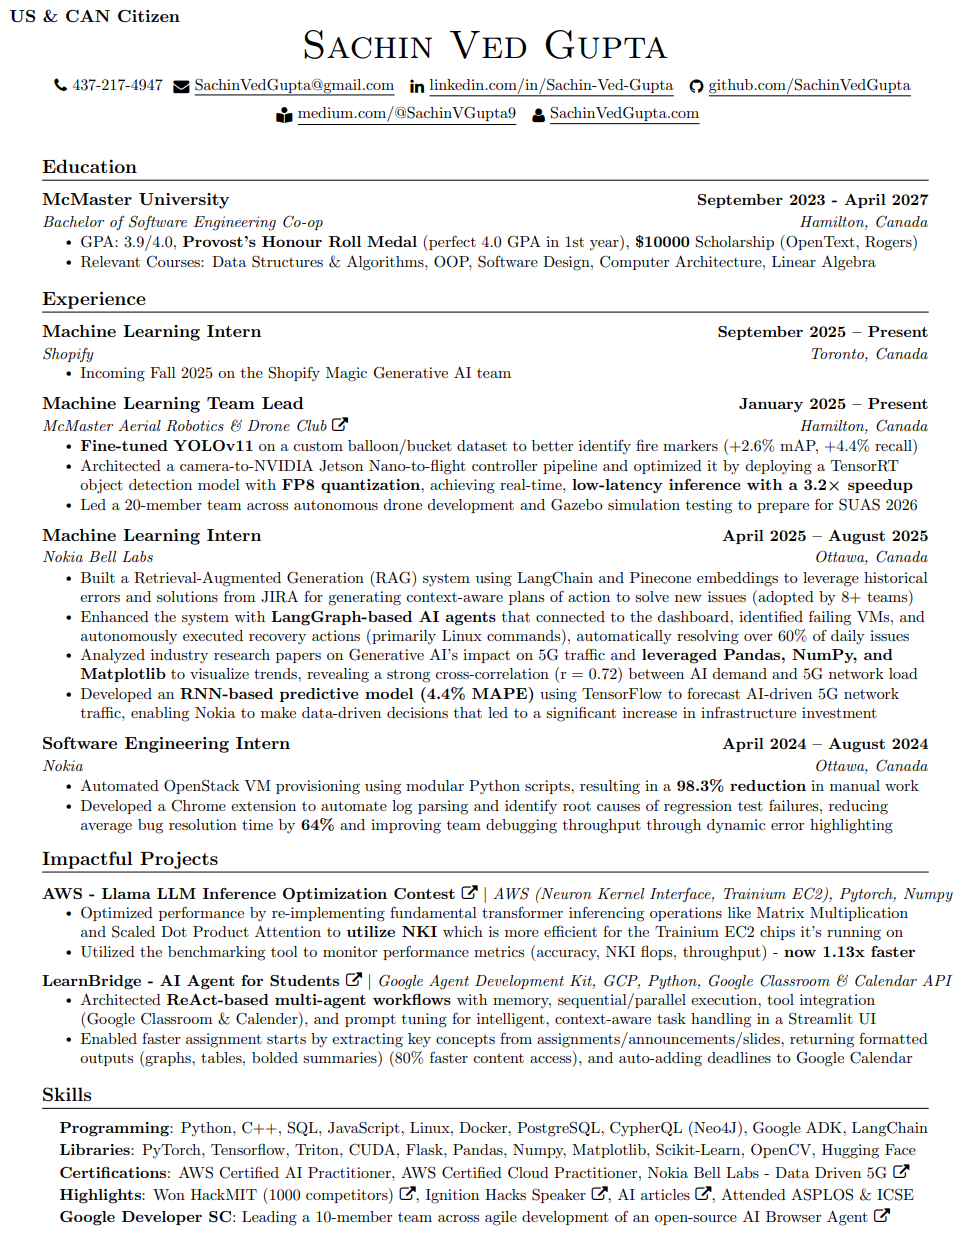 US & CAN Citizen
Sachin Ved Gupta
437-217-4947 SachinVedGupta@gmail.com linkedin.com/in/Sachin-Ved-Gupta github.com/SachinVedGupta
medium.com/@SachinVGupta9 SachinVedGupta.com
Education
McMaster University September 2023 - April 2027
Bachelor of Software Engineering Co-op Hamilton, Canada
• GPA: 3.9/4.0, Provost's Honour Roll Medal (perfect 4.0 GPA in 1st year), $10000 Scholarship (OpenText, Rogers)
• Relevant Courses: Data Structures & Algorithms, OOP, Software Design, Computer Architecture, Linear Algebra
Experience
Machine Learning Intern September 2025 – Present
Shopify Toronto, Canada
• Incoming Fall 2025 on the Shopify Magic Generative AI team
Machine Learning Team Lead January 2025 – Present
McMaster Aerial Robotics & Drone Club Hamilton, Canada
• Fine-tuned YOLOv11 on a custom balloon/bucket dataset to better identify fire markers (+2.6% mAP, +4.4% recall)
• Architected a camera-to-NVIDIA Jetson Nano-to-flight controller pipeline and optimized it by deploying a TensorRT
object detection model with FP8 quantization, achieving real-time, low-latency inference with a 3.2× speedup
• Led a 20-member team across autonomous drone development and Gazebo simulation testing to prepare for SUAS 2026
Machine Learning Intern April 2025 – August 2025
Nokia Bell Labs Ottawa, Canada
• Built a Retrieval-Augmented Generation (RAG) system using LangChain and Pinecone embeddings to leverage historical
errors and solutions from JIRA for generating context-aware plans of action to solve new issues (adopted by 8+ teams)
• Enhanced the system with LangGraph-based AI agents that connected to the dashboard, identified failing VMs, and
autonomously executed recovery actions (primarily Linux commands), automatically resolving over 60% of daily issues
• Analyzed industry research papers on Generative AI's impact on 5G traffic and leveraged Pandas, NumPy, and
Matplotlib to visualize trends, revealing a strong cross-correlation (r = 0.72) between AI demand and 5G network load
• Developed an RNN-based predictive model (4.4% MAPE) using TensorFlow to forecast AI-driven 5G network
traffic, enabling Nokia to make data-driven decisions that led to a significant increase in infrastructure investment
Software Engineering Intern April 2024 – August 2024
Nokia Ottawa, Canada
• Automated OpenStack VM provisioning using modular Python scripts, resulting in a 98.3% reduction in manual work
• Developed a Chrome extension to automate log parsing and identify root causes of regression test failures, reducing
average bug resolution time by 64% and improving team debugging throughput through dynamic error highlighting
Impactful Projects
AWS - Llama LLM Inference Optimization Contest | AWS (Neuron Kernel Interface, Trainium EC2), Pytorch, Numpy
• Optimized performance by re-implementing fundamental transformer inferencing operations like Matrix Multiplication
and Scaled Dot Product Attention to utilize NKI which is more efficient for the Trainium EC2 chips it's running on
• Utilized the benchmarking tool to monitor performance metrics (accuracy, NKI flops, throughput) - now 1.13x faster
LearnBridge - AI Agent for Students | Google Agent Development Kit, GCP, Python, Google Classroom & Calendar API
• Architected ReAct-based multi-agent workflows with memory, sequential/parallel execution, tool integration
(Google Classroom & Calender), and prompt tuning for intelligent, context-aware task handling in a Streamlit UI
• Enabled faster assignment starts by extracting key concepts from assignments/announcements/slides, returning formatted
outputs (graphs, tables, bolded summaries) (80% faster content access), and auto-adding deadlines to Google Calendar
Skills
Programming: Python, C++, SQL, JavaScript, Linux, Docker, PostgreSQL, CypherQL (Neo4J), Google ADK, LangChain
Libraries: PyTorch, Tensorflow, Triton, CUDA, Flask, Pandas, Numpy, Matplotlib, Scikit-Learn, OpenCV, Hugging Face
Certifications: AWS Certified AI Practitioner, AWS Certified Cloud Practitioner, Nokia Bell Labs - Data Driven 5G
Highlights: Won HackMIT (1000 competitors) , Ignition Hacks Speaker , AI articles , Attended ASPLOS & ICSE
Google Developer SC: Leading a 10-member team across agile development of an open-source AI Browser Agent